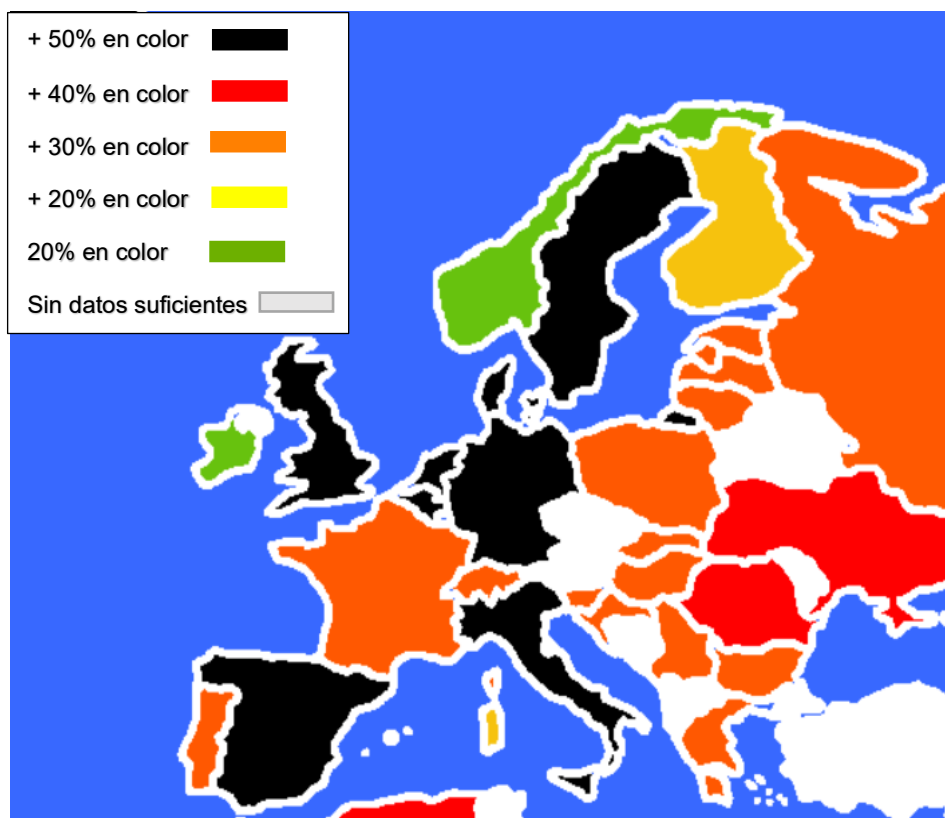 + 50% en color
+ 40% en color
+ 30% en color
+ 20% en color
20% en color
Sin datos suficientes